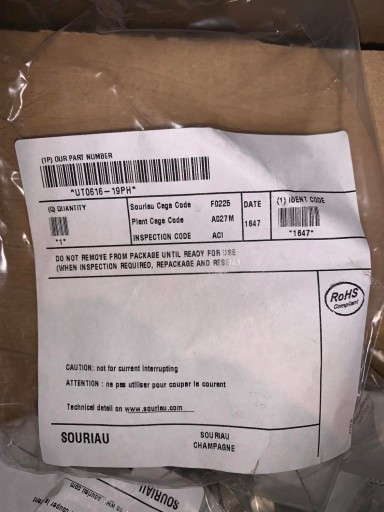 (1P) OUR PART NUMBER
*UT0616-19PH*
(Q) QUANTITY
*1*
Souriau Cage Code F0225
Plant Cage Code A027M
INSPECTION CODE ACI
DATE
1647
(1) IDENT CODE
*1647*
DO NOT REMOVE FROM PACKAGE UNTIL READY FOR USE
(WHEN INSPECTION REQUIRED, REPACKAGE AND RESEAL)
RoHS
Compliant
CAUTION: not for current interrupting
ATTENTION : ne pas utiliser pour couper le courant
Technical detail on www.souriau.com
SOURIAU
SOURIAU
CHAMPAGNE
SOURIAU